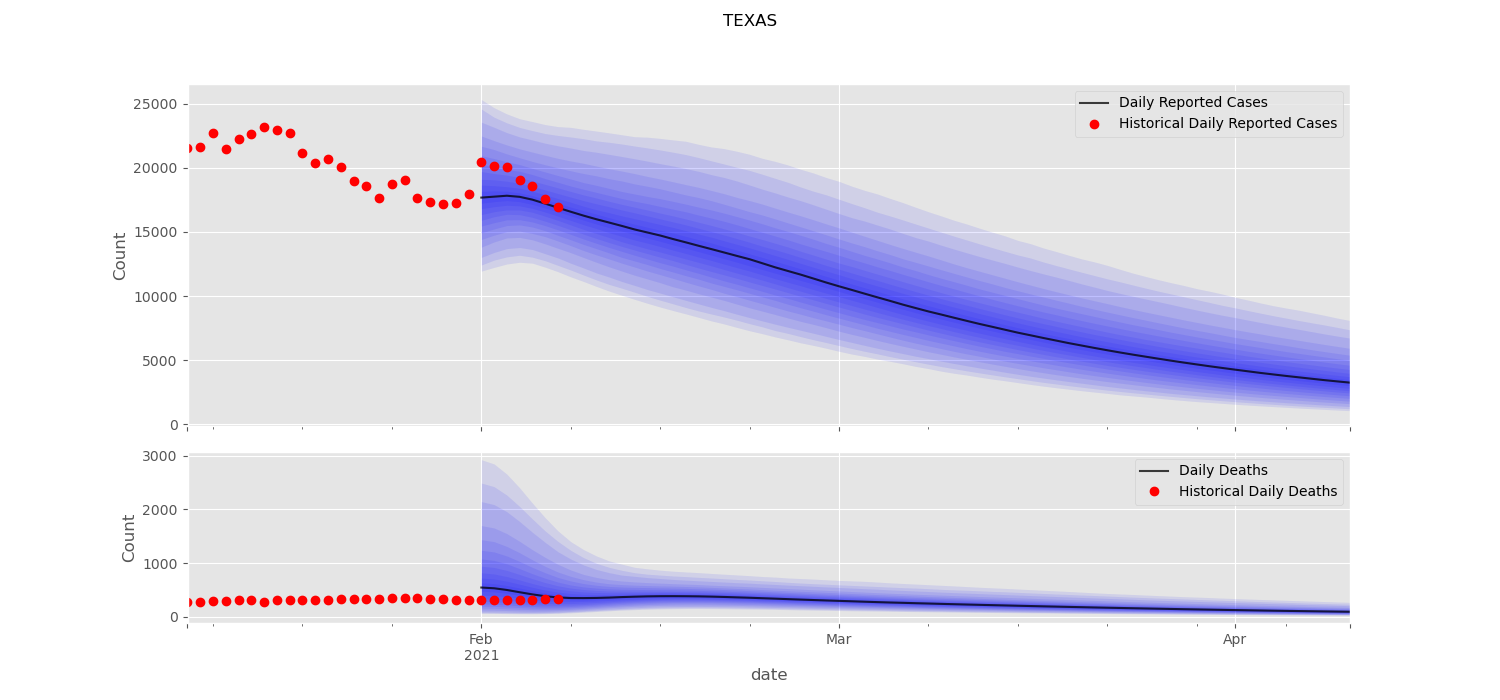 TEXAS
25000
20000
15000
10000
5000
0
Count
Daily Reported Cases
Historical Daily Reported Cases
3000
2000
1000
0
Count
Daily Deaths
Historical Daily Deaths
Feb
2021
Mar
Apr
date